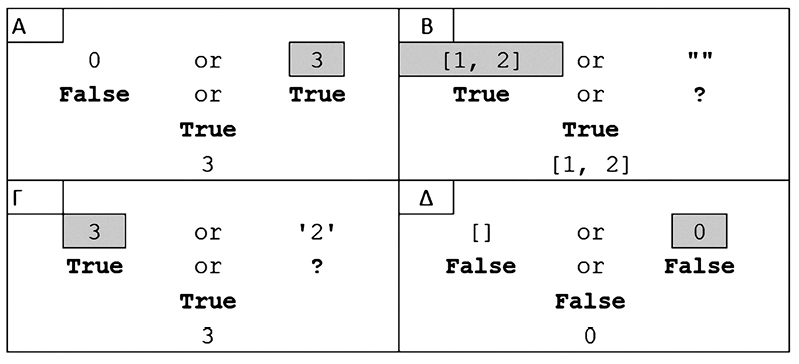 Α
0 or 3
False or True
True
3
Β
[1, 2] or ""
True or ?
True
[1, 2]
Γ
3 or '2'
True or ?
True
3
Δ
[] or 0
False or False
False
0